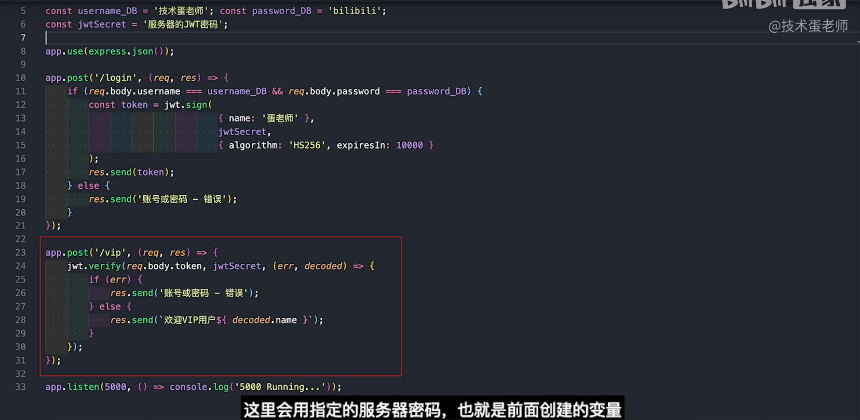 @技术蛋老师
5 const username_DB = '技术蛋老师'; const password_DB = 'bilibili';
6 const jwtSecret = '服务器的JWT密码';
7
8 app.use(express.json());
9
10 app.post('/login', (req, res) => {
11 if (req.body.username === username_DB && req.body.password === password_DB) {
12 const token = jwt.sign(
13 { name: '蛋老师' },
14 jwtSecret,
15 { algorithm: 'HS256', expiresIn: 10000 }
16 );
17 res.send(token);
18 } else {
19 res.send('账号或密码 - 错误');
20 }
21 });
22
23 app.post('/vip', (req, res) => {
24 jwt.verify(req.body.token, jwtSecret, (err, decoded) => {
25 if (err) {
26 res.send('账号或密码 - 错误');
27 } else {
28 res.send(`欢迎VIP用户${ decoded.name }`);
29 }
30 });
31 });
32
33 app.listen(5000, () => console.log('5000 Running...'));
这里会用指定的服务器密码，也就是前面创建的变量